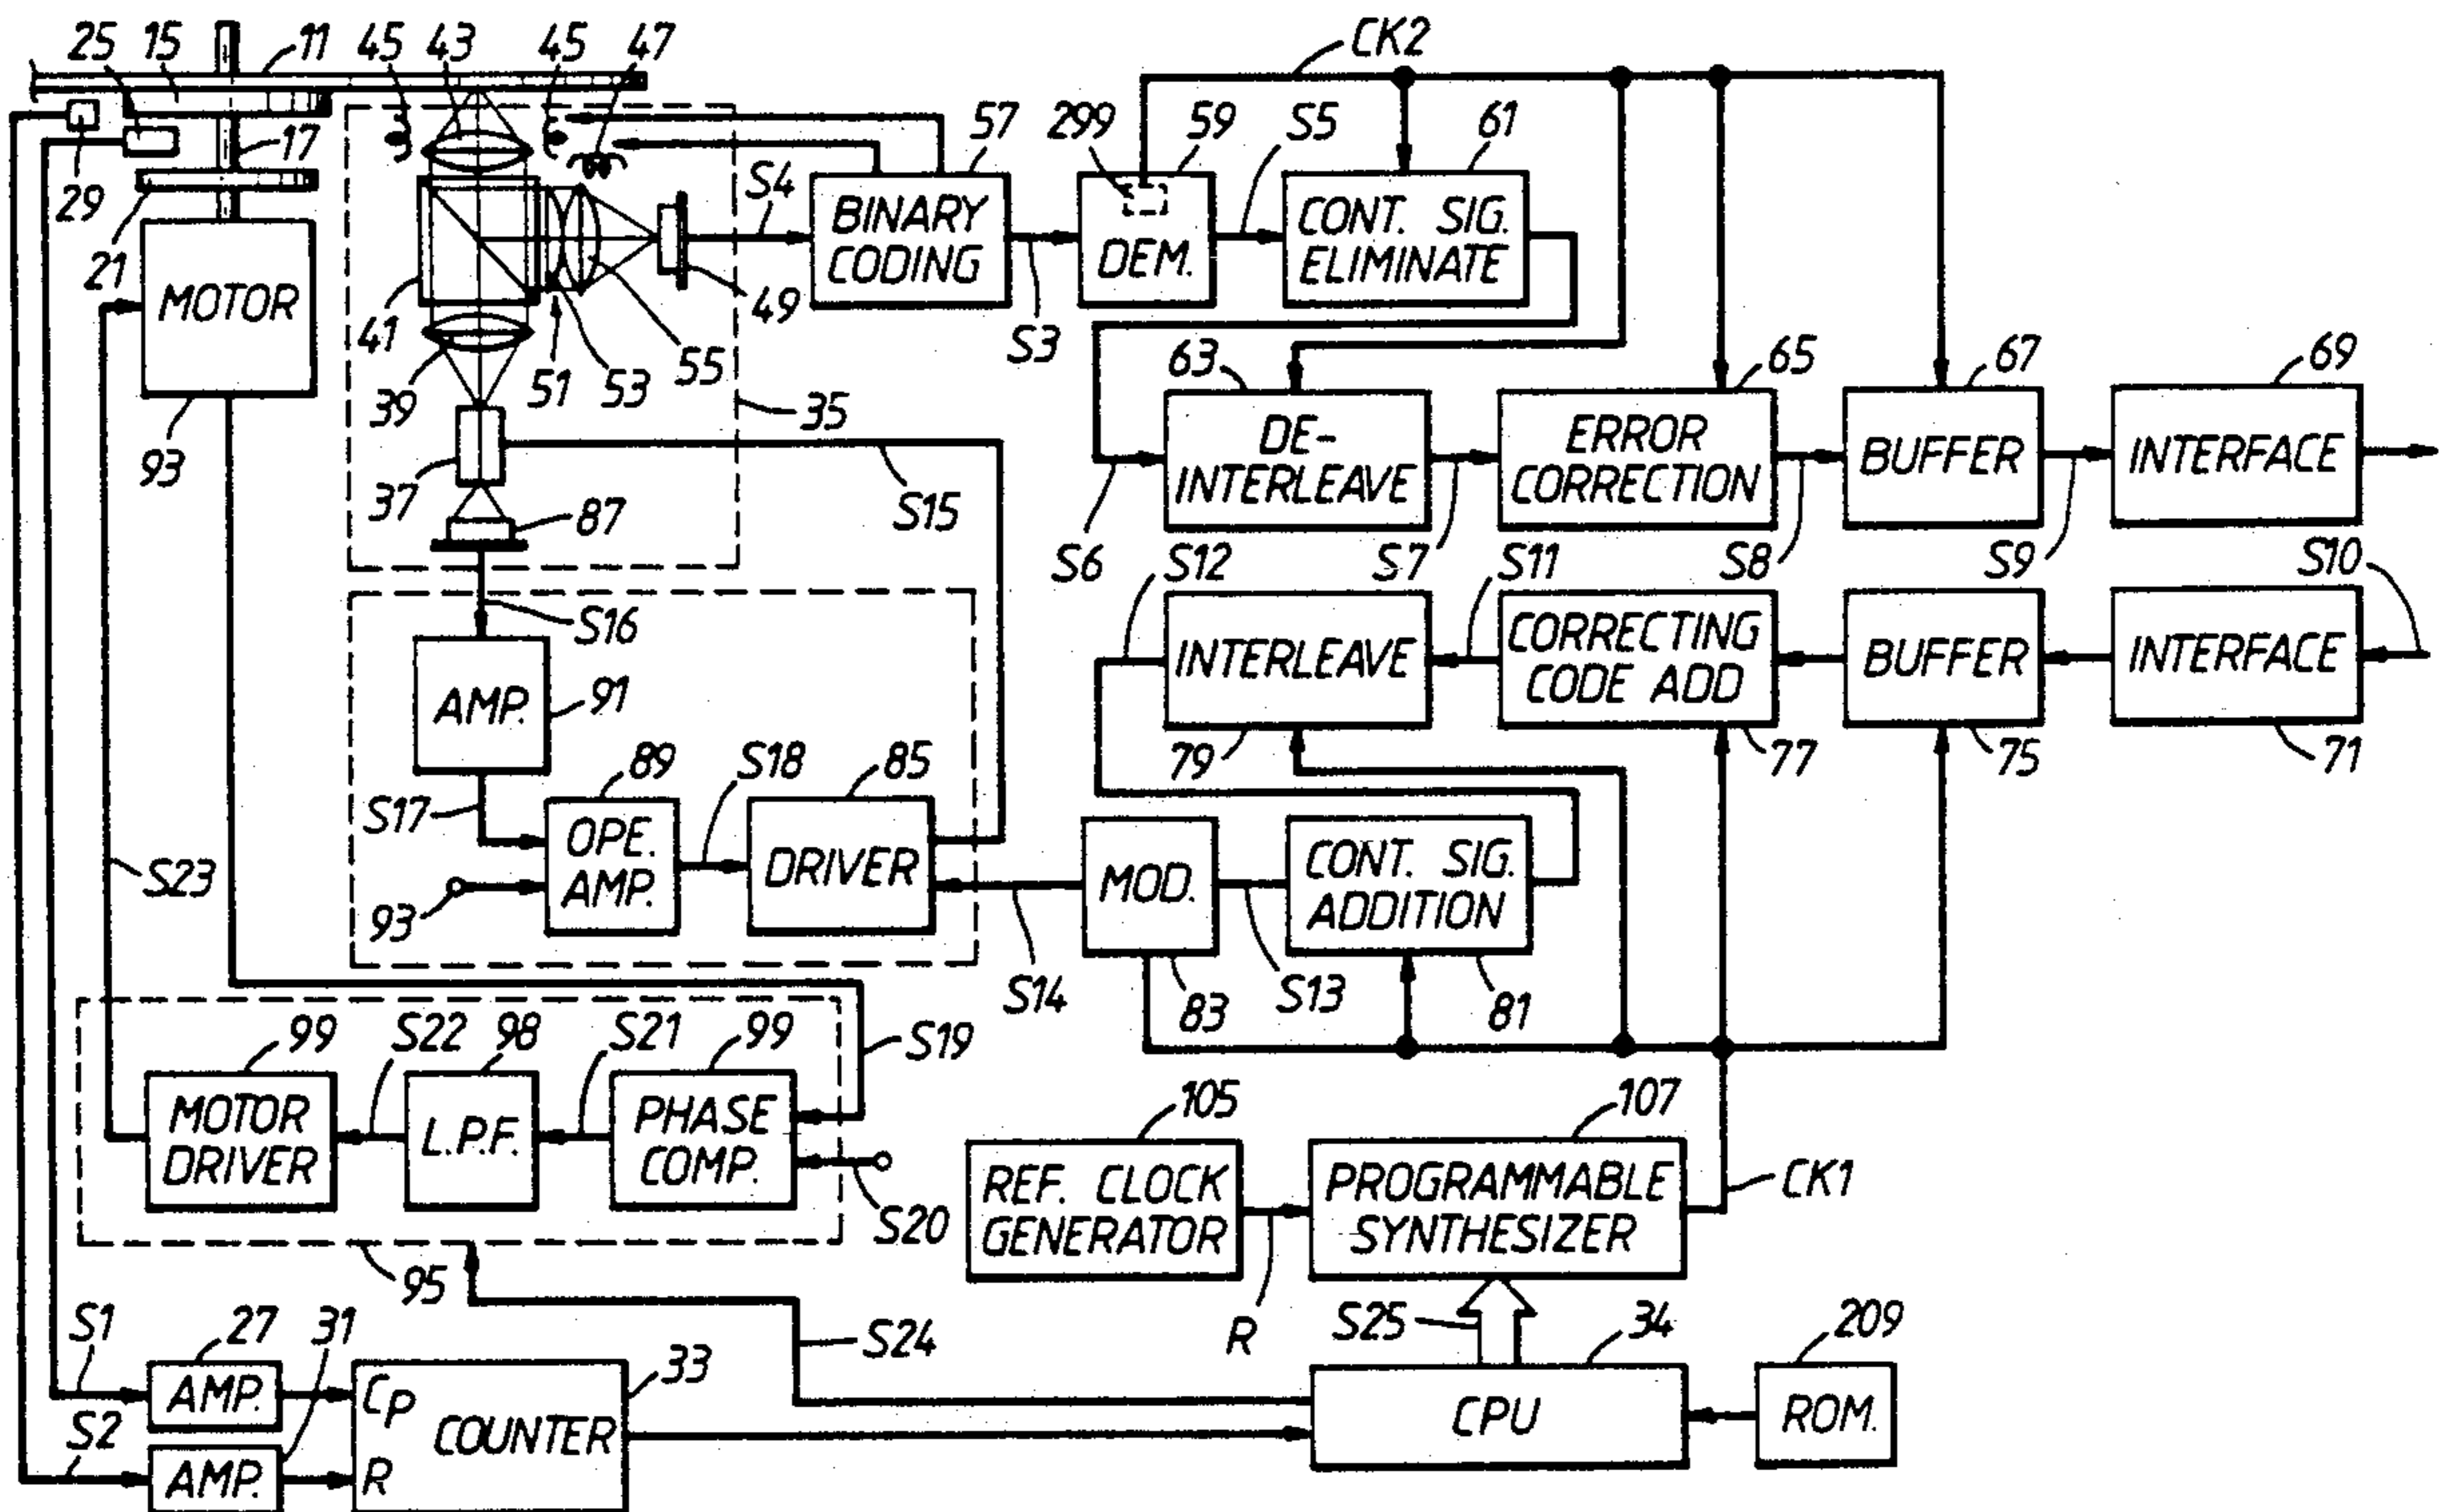 25 15 11 45 43 45 47 CK2
57 299 59 S5 61
17
29 S4
BINARY CODING
DEM.
CONT. SIG. ELIMINATE
21
MOTOR
41 49 S3
39 51 53 55 35
63 65 67 69
93
DE-INTERLEAVE
ERROR CORRECTION
BUFFER
INTERFACE
37 87 S15
S6 S12 S7 S11 S8 S9 S10
S16
INTERLEAVE
CORRECTING CODE ADD
BUFFER
INTERFACE
AMP. 91
79 77 75 71
S17 89 S18 85
S23
OPE. AMP.
DRIVER
MOD.
CONT. SIG. ADDITION
93
S14 83 S13 81
99 S22 98 S21 99 S19
MOTOR DRIVER
L.P.F.
PHASE COMP.
S20
105 107
REF. CLOCK GENERATOR
PROGRAMMABLE SYNTHESIZER
CK1
95
R
S1 27 31 S24 S25 34 209
33
AMP.
CP
COUNTER
CPU
ROM.
S2
AMP.
R